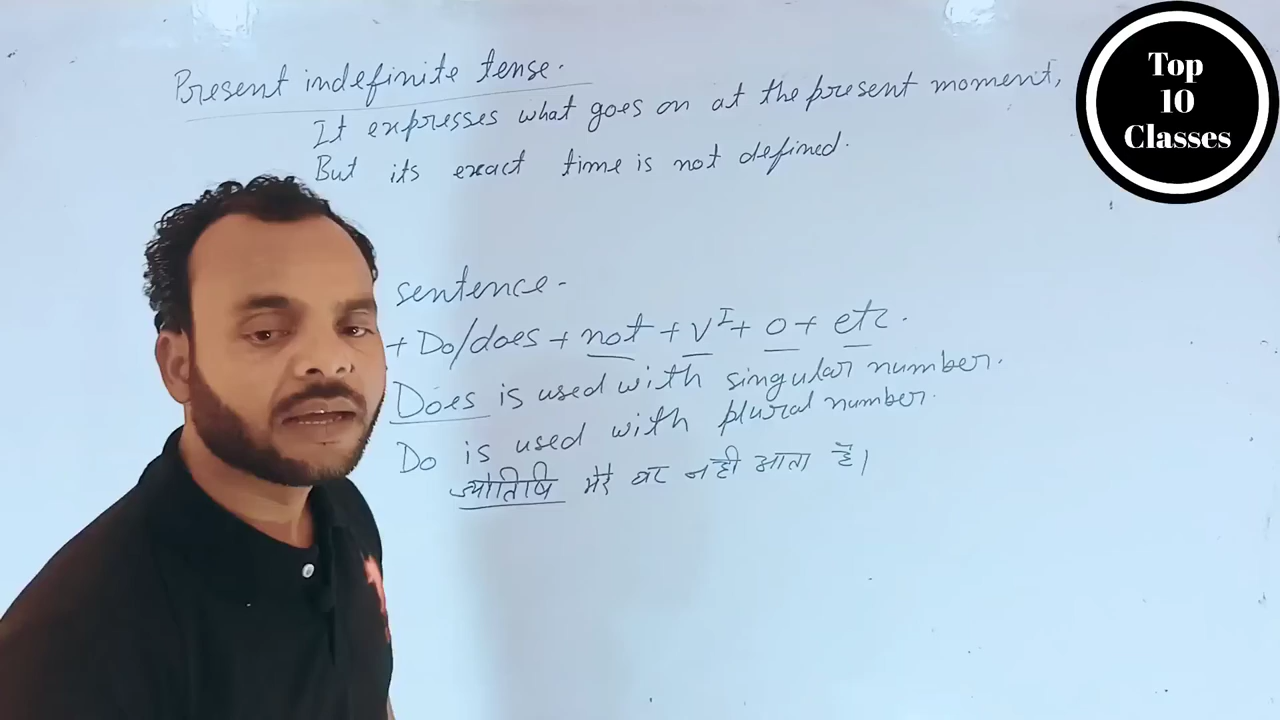 Present indefinite tense.
It expresses what goes on at the present moment,
But its exact time is not defined.
sentence-
+ Do/does + not + V^I + O + etc.
Does is used with singular number.
Do is used with plural number.
ज्योतिषि मेरे घर नही आता है।
Top
10
Classes